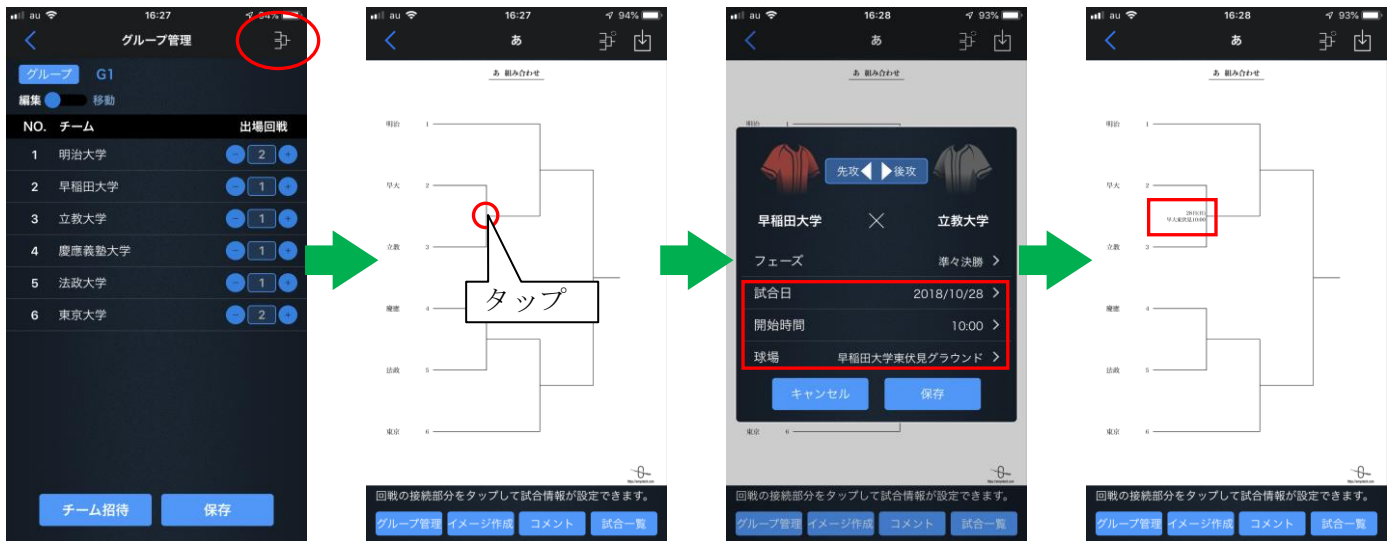 au 16:27 94%
グループ管理
グループ G1
編集 移動
NO. チーム 出場回戦
1 明治大学 - 2 +
2 早稲田大学 - 1 +
3 立教大学 - 1 +
4 慶應義塾大学 - 1 +
5 法政大学 - 1 +
6 東京大学 - 2 +
チーム招待 保存
au 16:27 94%
あ
あ 組み合わせ
明治 1
早大 2
立教 3
タップ
慶應 4
法政 5
東京 6
回戦の接続部分をタップして試合情報が設定できます。
グループ管理 イメージ作成 コメント 試合一覧
au 16:28 93%
あ
あ 組み合わせ
明治 1
先攻 後攻
早稲田大学 × 立教大学
フェーズ 準々決勝
試合日 2018/10/28
開始時間 10:00
球場 早稲田大学東伏見グラウンド
キャンセル 保存
東京 6
回戦の接続部分をタップして試合情報が設定できます。
グループ管理 イメージ作成 コメント 試合一覧
au 16:28 93%
あ
あ 組み合わせ
明治 1
早大 2
早大東伏見10:00
立教 3
慶應 4
法政 5
東京 6
回戦の接続部分をタップして試合情報が設定できます。
グループ管理 イメージ作成 コメント 試合一覧